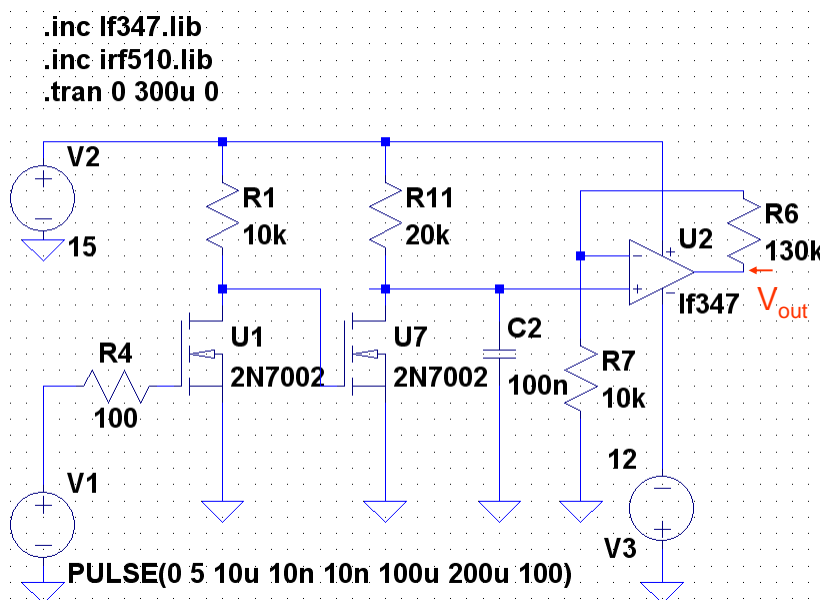 .inc lf347.lib
.inc irf510.lib
.tran 0 300u 0
V2
15
R1
10k
R11
20k
R6
130k
U2
lf347
Vout
R4
100
U1
2N7002
U7
2N7002
C2
100n
R7
10k
V1
12
V3
PULSE(0 5 10u 10n 10n 100u 200u 100)